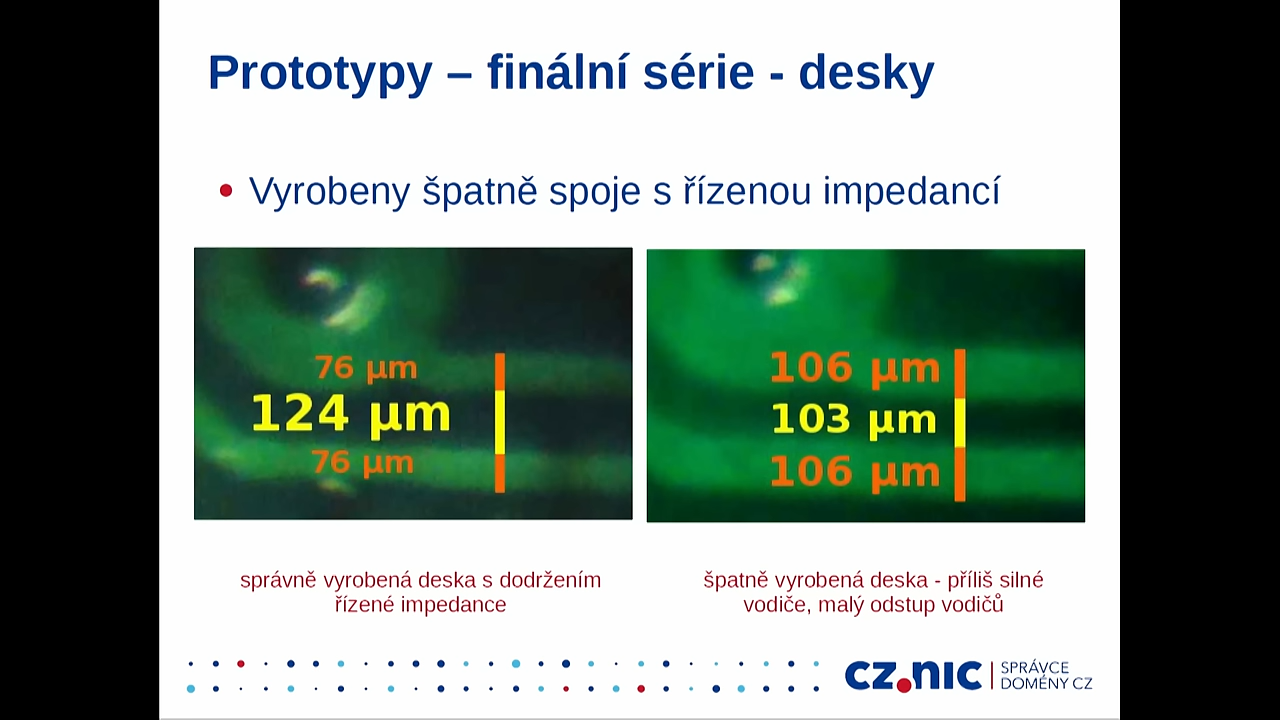 Prototypy – finální série - desky
Vyrobeny špatně spoje s řízenou impedancí
76 µm
124 µm
76 µm
106 µm
103 µm
106 µm
správně vyrobená deska s dodržením
řízené impedance
špatně vyrobená deska - příliš silné
vodiče, malý odstup vodičů
CZ.NIC
SPRÁVCE
DOMÉNY CZ